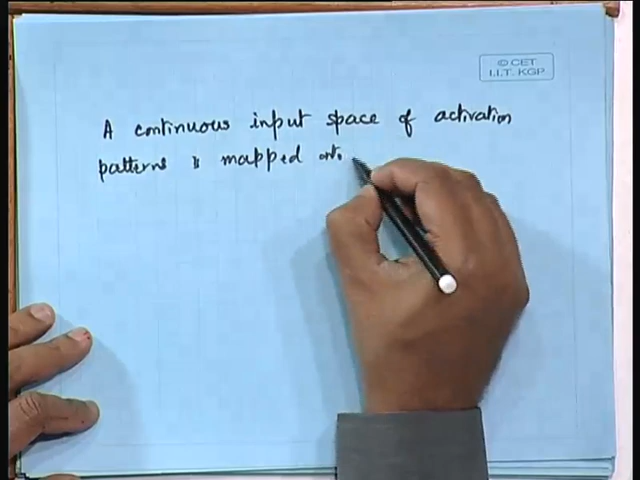 © CET
I.I.T. KGP
A continuous input space of activation
patterns is mapped onto